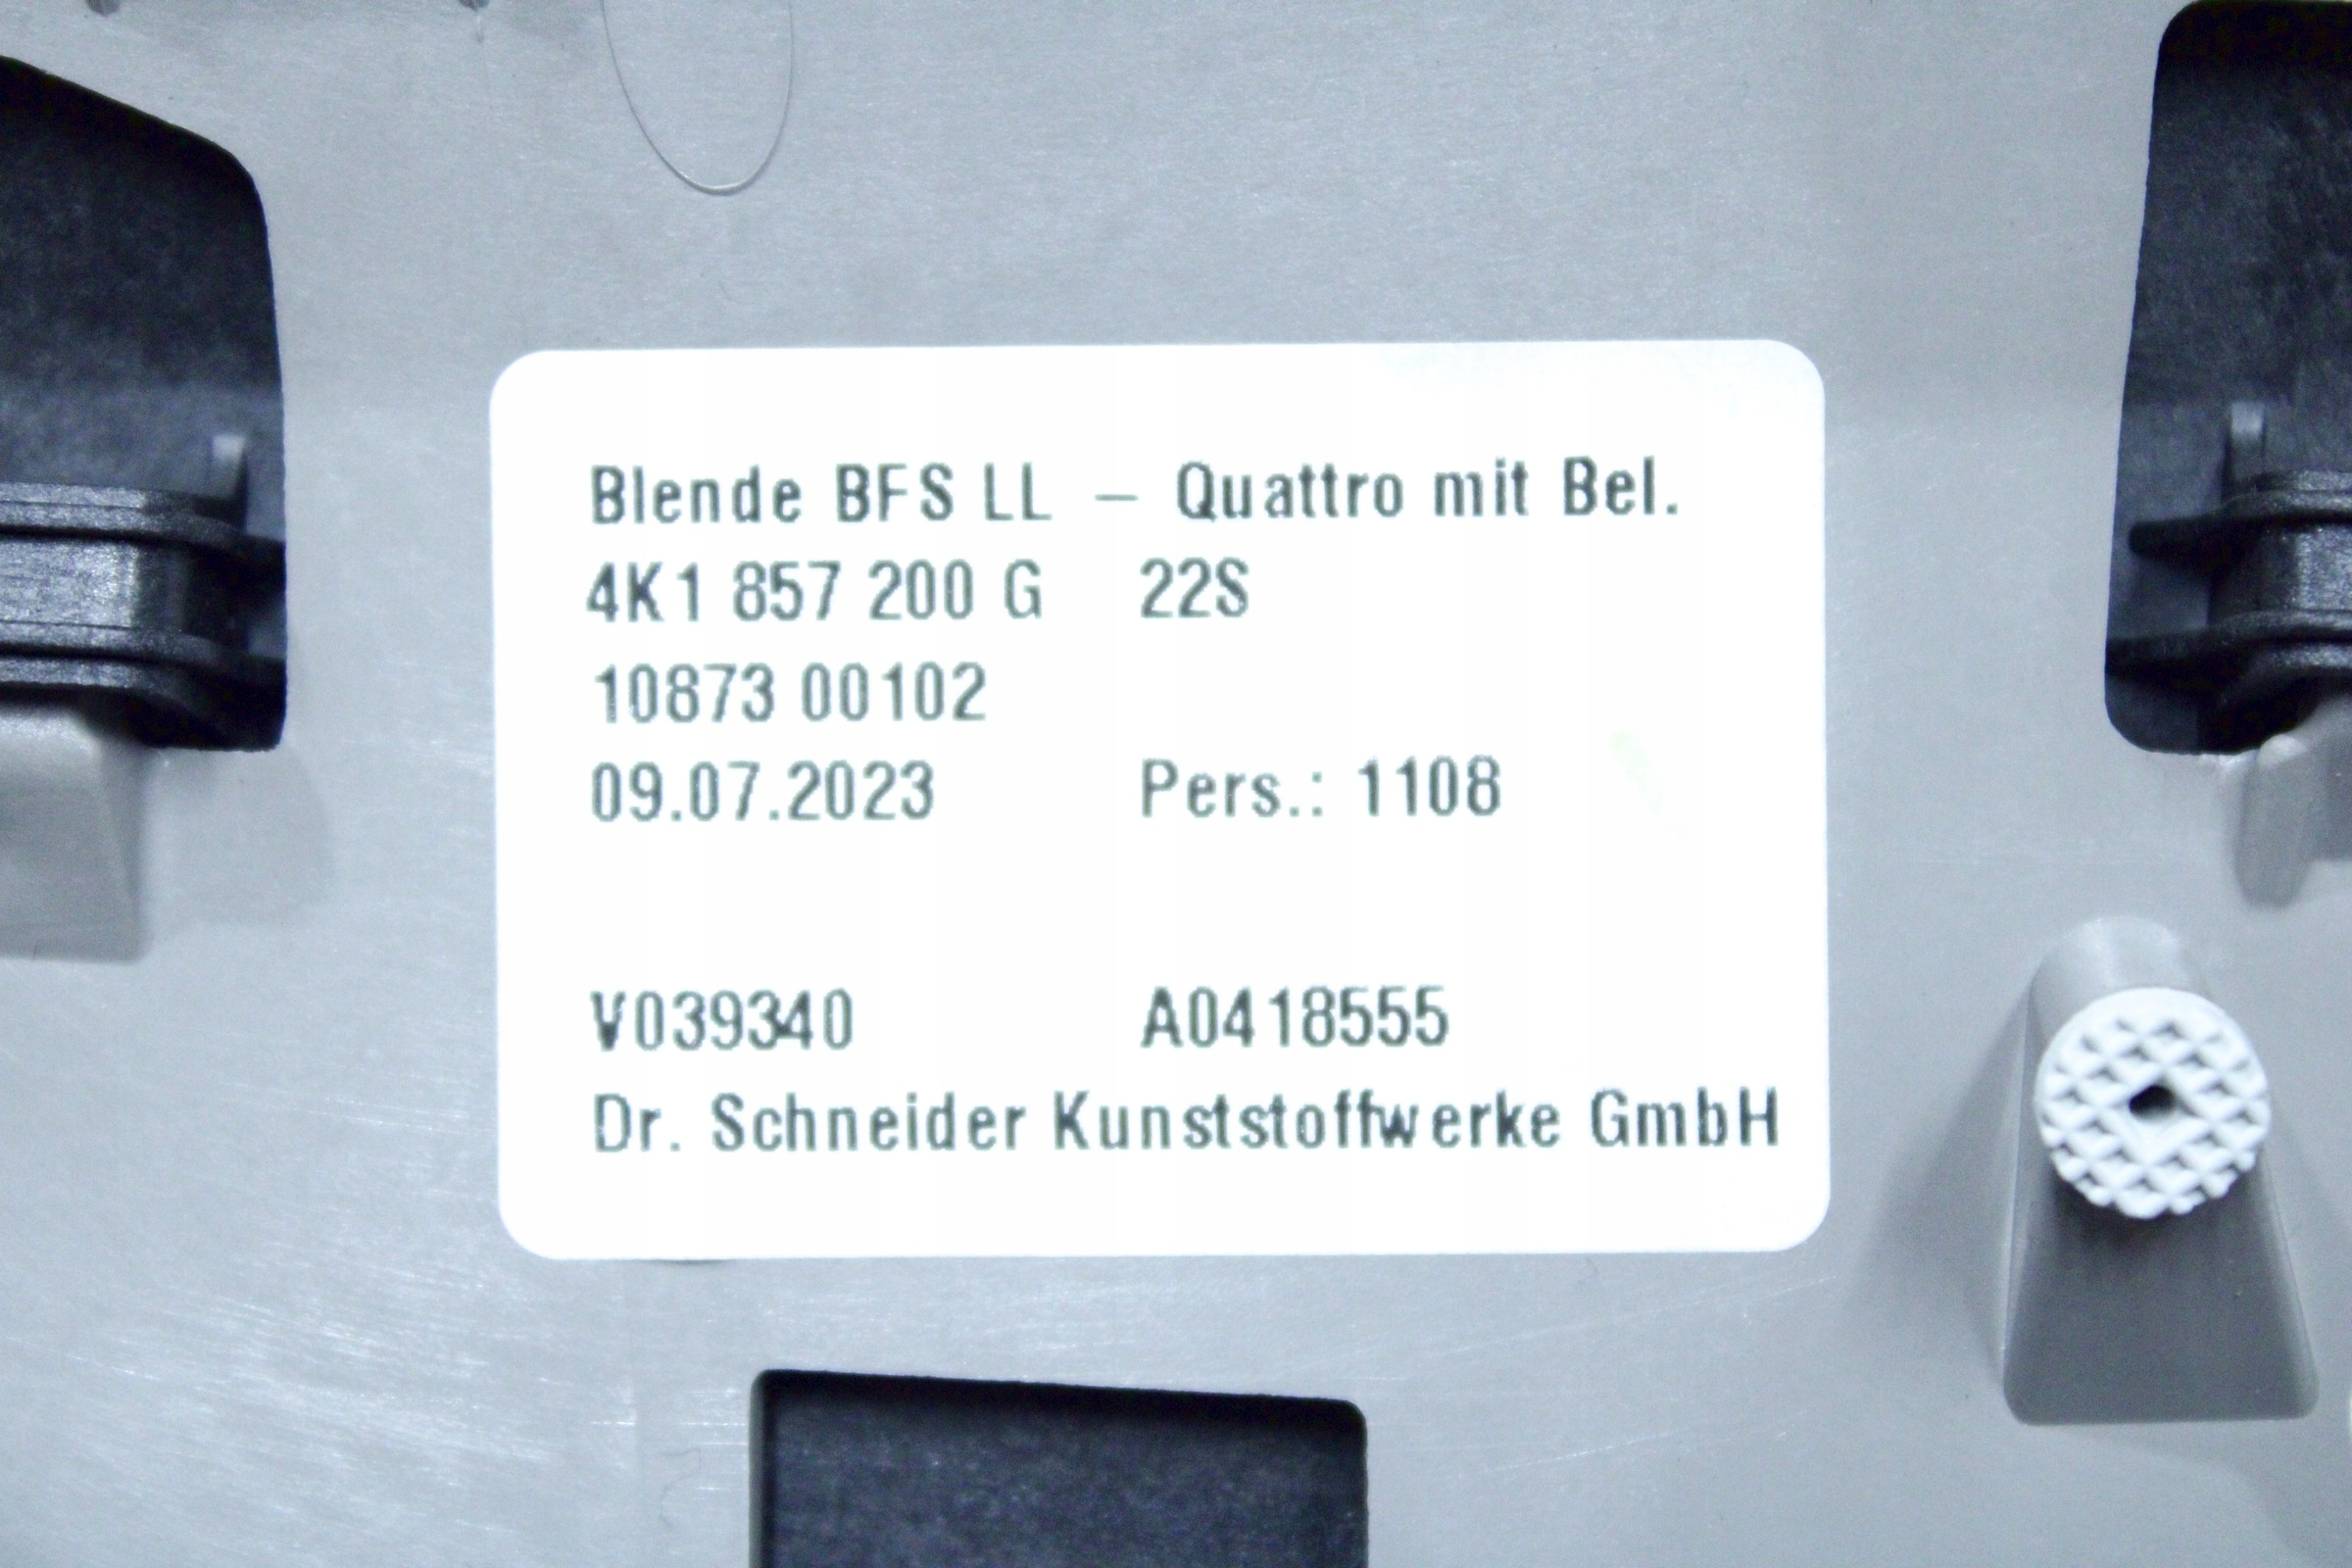 Blende BFS LL – Quattro mit Bel.
4K1 857 200 G 22S
10873 00102
09.07.2023 Pers.: 1108
V039340 A0418555
Dr. Schneider Kunststoffwerke GmbH